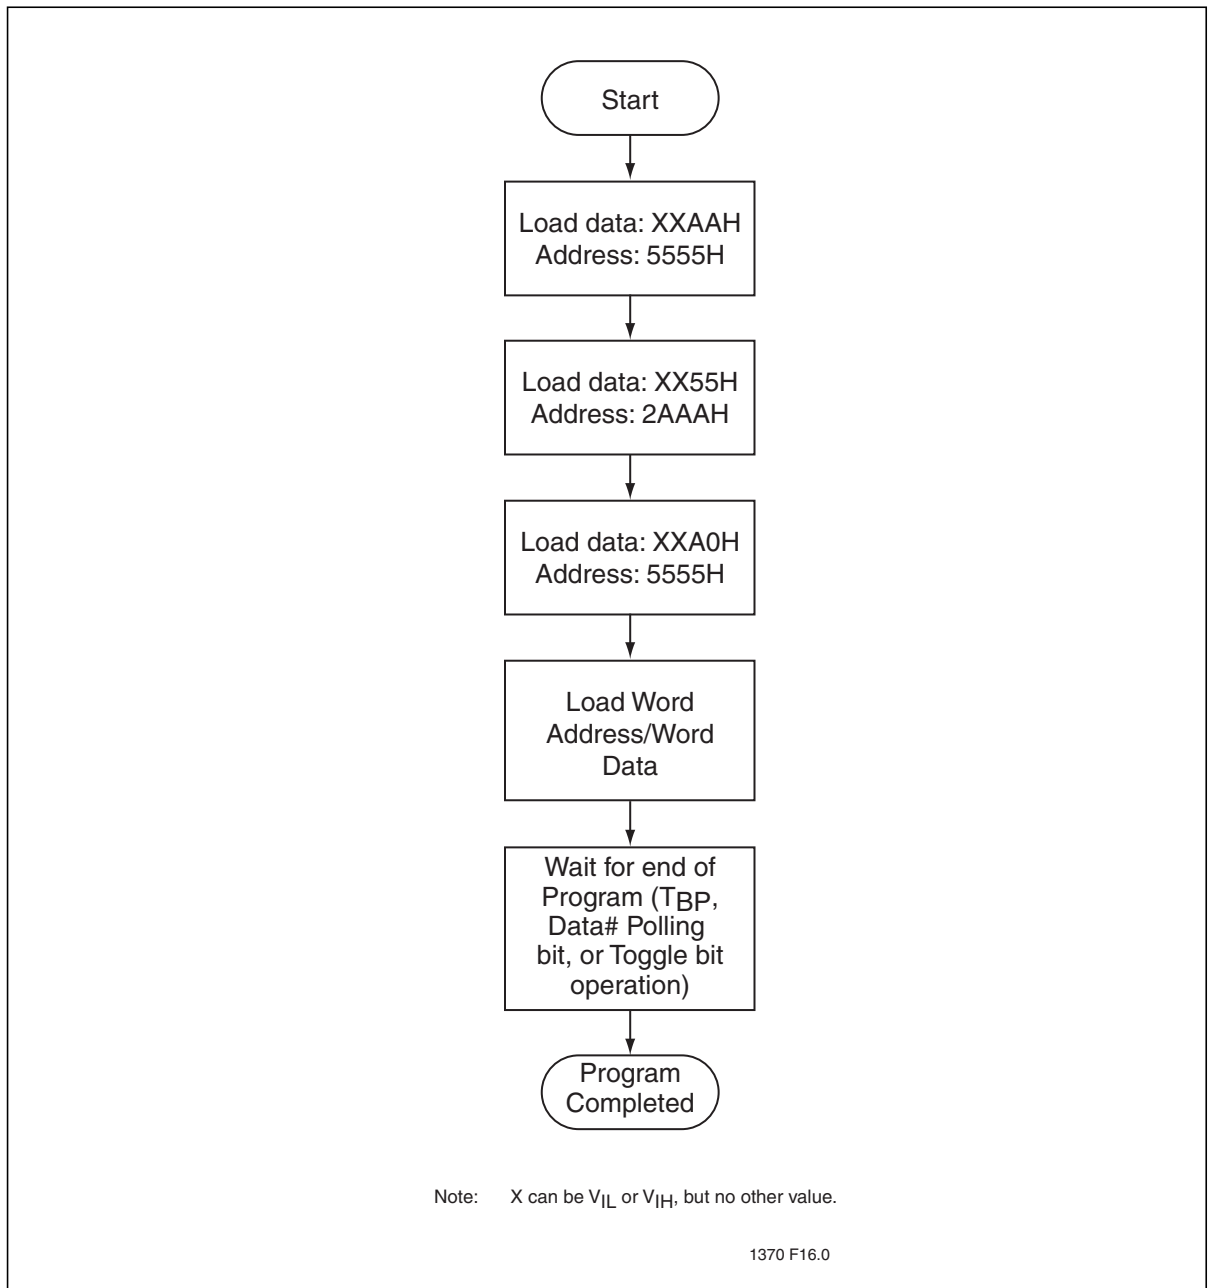 Start
Load data: XXAAH
Address: 5555H
Load data: XX55H
Address: 2AAAH
Load data: XXA0H
Address: 5555H
Load Word
Address/Word
Data
Wait for end of
Program (TBP,
Data# Polling
bit, or Toggle bit
operation)
Program
Completed
Note: X can be VIL or VIH, but no other value.
1370 F16.0